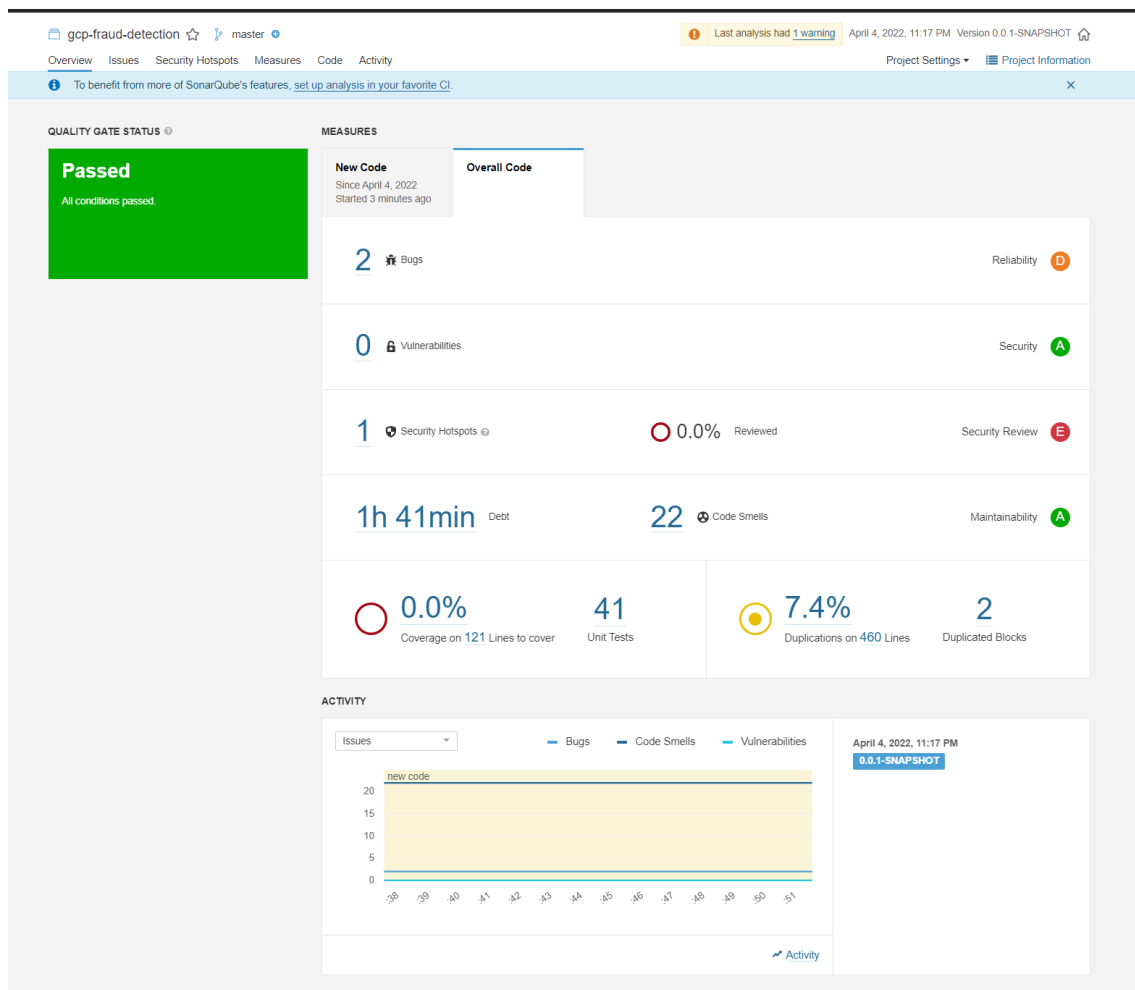 gcp-fraud-detection master
Last analysis had 1 warning April 4, 2022, 11:17 PM Version 0.0.1-SNAPSHOT
Overview Issues Security Hotspots Measures Code Activity
Project Settings Project Information
To benefit from more of SonarQube's features, set up analysis in your favorite CI.
QUALITY GATE STATUS
Passed
All conditions passed.
MEASURES
New Code
Since April 4, 2022
Started 3 minutes ago
Overall Code
2 Bugs
Reliability D
0 Vulnerabilities
Security A
1 Security Hotspots
0.0% Reviewed
Security Review E
1h 41min Debt
22 Code Smells
Maintainability A
0.0%
Coverage on 121 Lines to cover
41
Unit Tests
7.4%
Duplications on 460 Lines
2
Duplicated Blocks
ACTIVITY
Issues
Bugs Code Smells Vulnerabilities
new code
20
15
10
5
0
:38 :39 :40 :41 :42 :43 :44 :45 :46 :47 :48 :49 :50 :51
Activity
April 4, 2022, 11:17 PM
0.0.1-SNAPSHOT